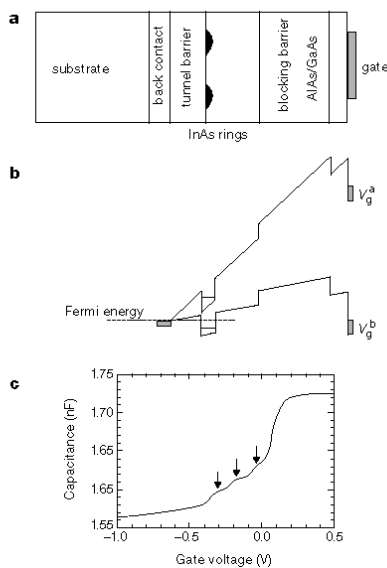 a
substrate
back contact
tunnel barrier
blocking barrier
AlAs/GaAs
gate
InAs rings
b
V_g^a
Fermi energy
V_g^b
c
1.75
1.70
1.65
1.65
1.55
Capacitance (nF)
−1.0 −0.5 0.0 0.5
Gate voltage (V)